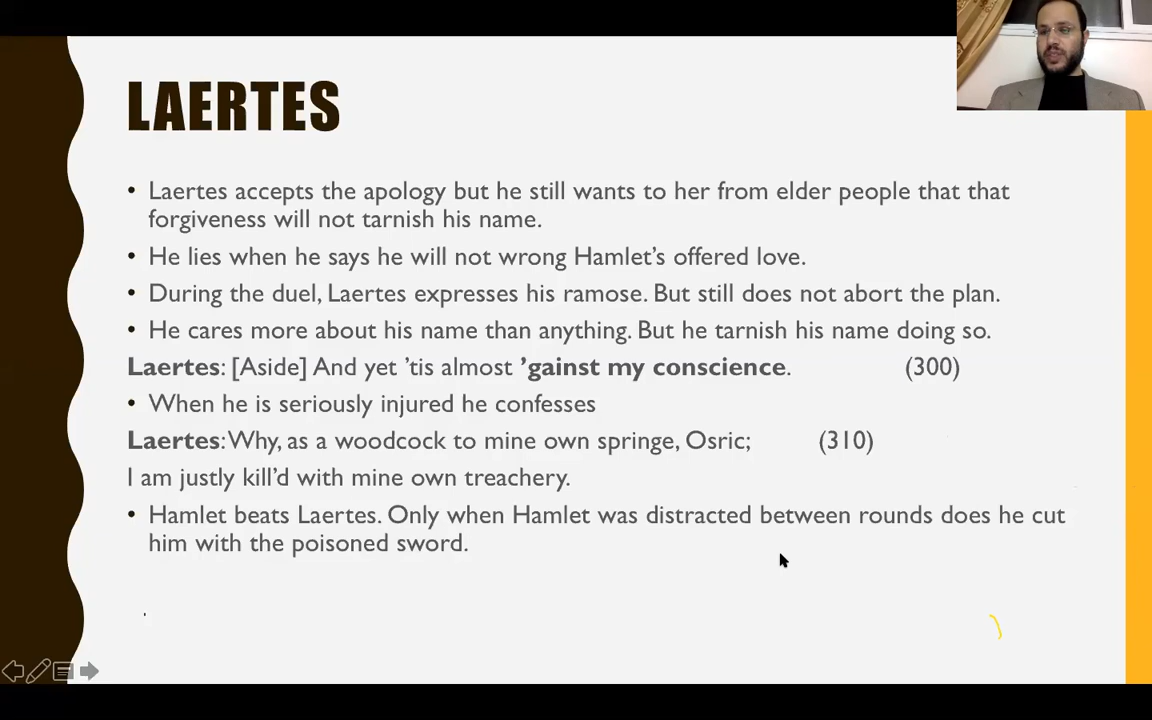 LAERTES
• Laertes accepts the apology but he still wants to her from elder people that that
forgiveness will not tarnish his name.
• He lies when he says he will not wrong Hamlet's offered love.
• During the duel, Laertes expresses his ramose. But still does not abort the plan.
• He cares more about his name than anything. But he tarnish his name doing so.
Laertes: [Aside] And yet 'tis almost 'gainst my conscience. (300)
• When he is seriously injured he confesses
Laertes: Why, as a woodcock to mine own springe, Osric; (310)
I am justly kill'd with mine own treachery.
• Hamlet beats Laertes. Only when Hamlet was distracted between rounds does he cut
him with the poisoned sword.